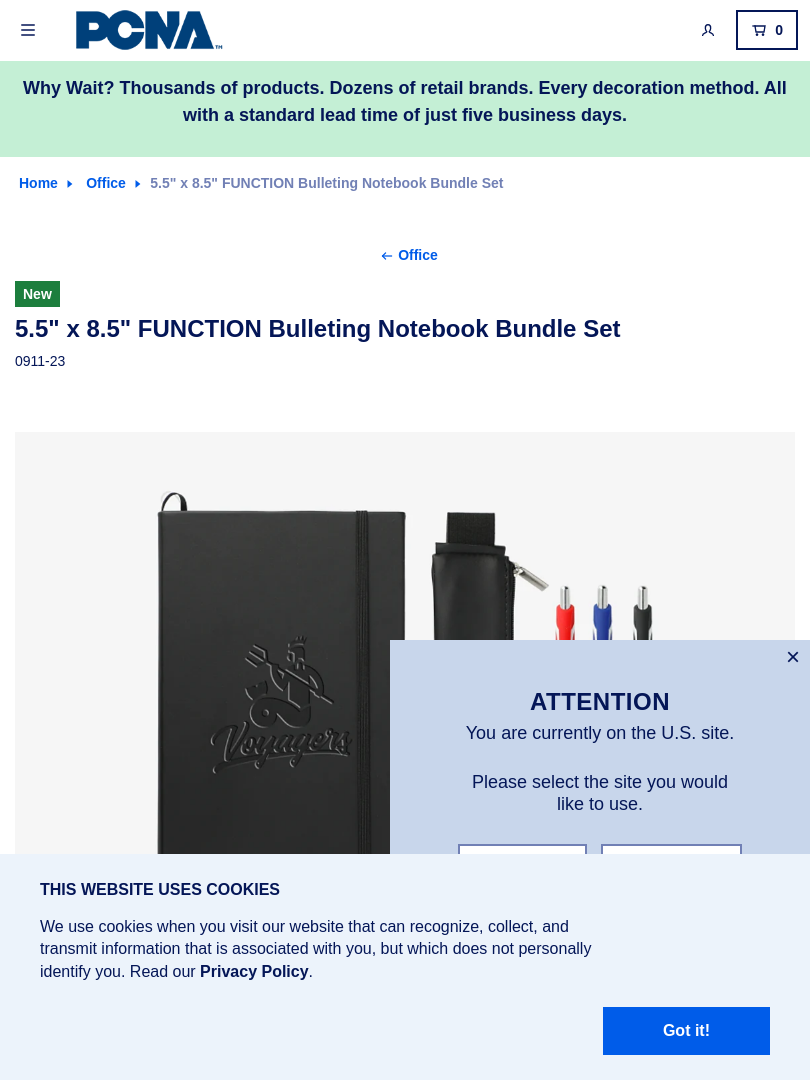 PCNA™
0
Why Wait? Thousands of products. Dozens of retail brands. Every decoration method. All
with a standard lead time of just five business days.
Home
Office
5.5" x 8.5" FUNCTION Bulleting Notebook Bundle Set
Office
New
5.5" x 8.5" FUNCTION Bulleting Notebook Bundle Set
0911-23
Voyagers
ATTENTION
You are currently on the U.S. site.
Please select the site you would
like to use.
THIS WEBSITE USES COOKIES
We use cookies when you visit our website that can recognize, collect, and
transmit information that is associated with you, but which does not personally
identify you. Read our Privacy Policy.
Got it!